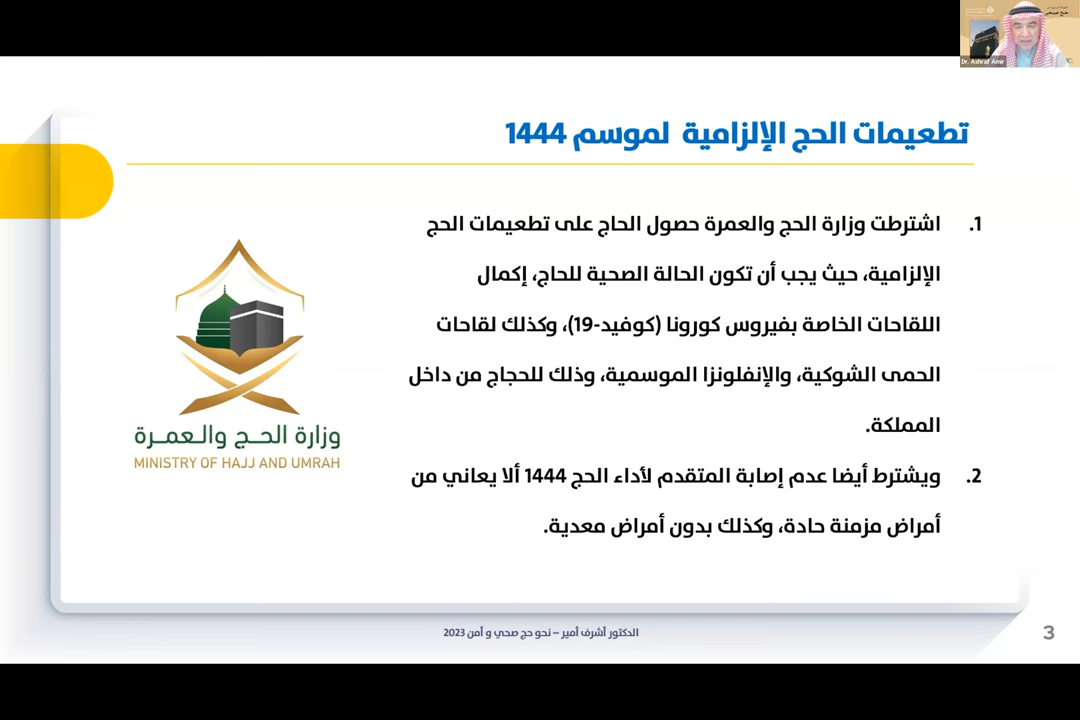 Dr. Ashraf Amir
تطعيمات الحج الإلزامية لموسم 1444
1. اشترطت وزارة الحج والعمرة حصول الحاج على تطعيمات الحج
الإلزامية، حيث يجب أن تكون الحالة الصحية للحاج، إكمال
اللقاحات الخاصة بفيروس كورونا (كوفيد-19)، وكذلك لقاحات
الحمى الشوكية، والإنفلونزا الموسمية، وذلك للحجاج من داخل
المملكة.
2. ويشترط أيضا عدم إصابة المتقدم لأداء الحج 1444 ألا يعاني من
أمراض مزمنة حادة، وكذلك بدون أمراض معدية.
وزارة الحـج والـعمـرة
MINISTRY OF HAJJ AND UMRAH
الدكتور أشرف أمير – نحو حج صحي و أمن 2023
3